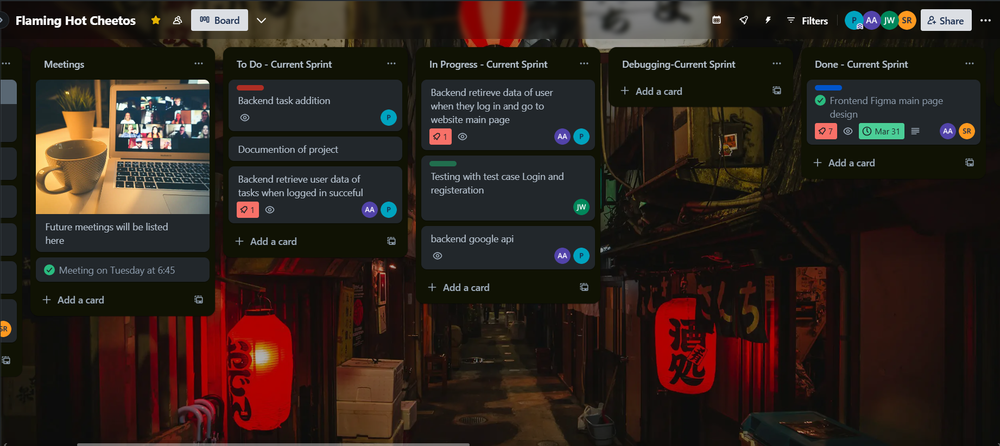 Flaming Hot Cheetos
Board
Filters
P
AA
JW
SR
Share
Meetings
Future meetings will be listed
here
Meeting on Tuesday at 6:45
Add a card
SR
To Do - Current Sprint
Backend task addition
P
Documention of project
Backend retrieve user data of
tasks when logged in succeful
1
AA
P
Add a card
In Progress - Current Sprint
Backend retireve data of user
when they log in and go to
website main page
1
AA
P
Testing with test case Login and
registeration
JW
backend google api
AA
P
Add a card
Debugging-Current Sprint
Add a card
Done - Current Sprint
Frontend Figma main page
design
7
Mar 31
AA
SR
Add a card
酒
処